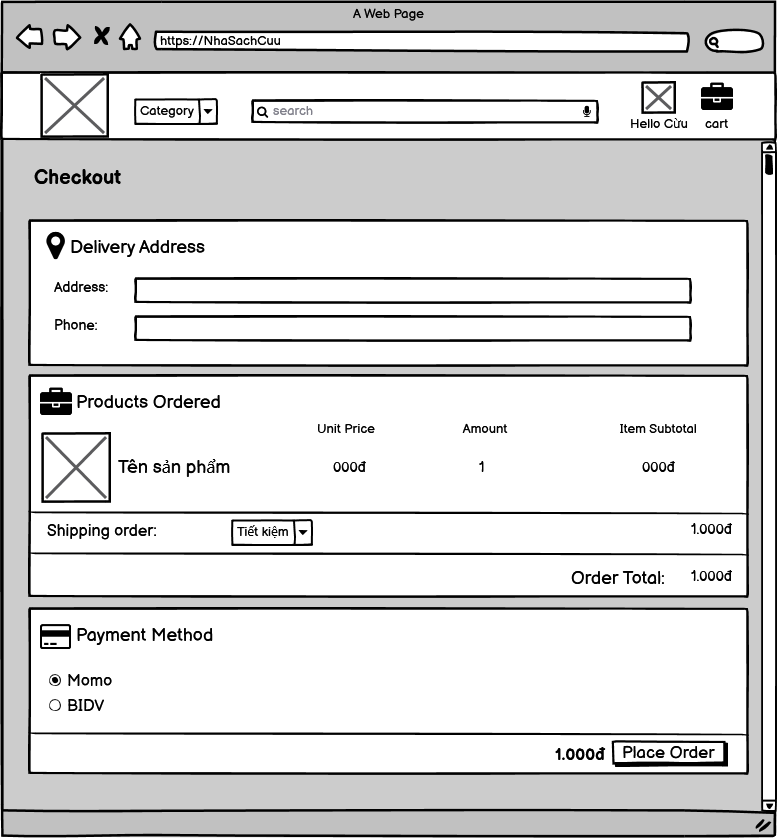 A Web Page
https://NhaSachCuu
Category
search
Hello Cừu
cart
Checkout
Delivery Address
Address:
Phone:
Products Ordered
Unit Price Amount Item Subtotal
Tên sản phẩm 000đ 1 000đ
Shipping order: Tiết kiệm 1.000đ
Order Total: 1.000đ
Payment Method
Momo
BIDV
1.000đ Place Order